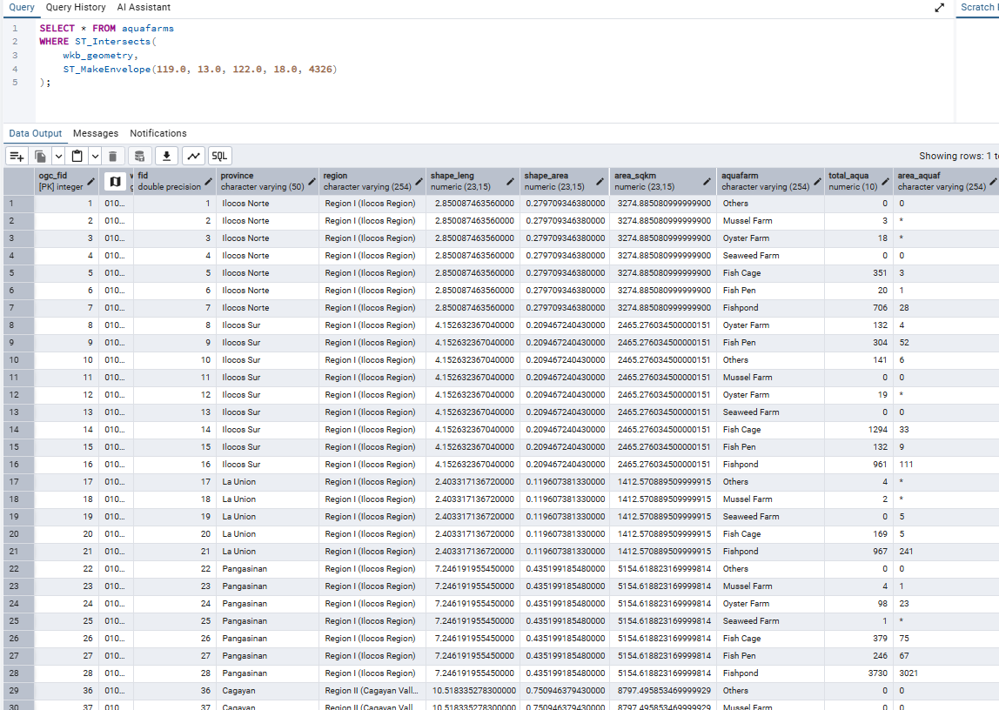 Query Query History AI Assistant Scratch
1 SELECT * FROM aquafarms
2 WHERE ST_Intersects(
3 wkb_geometry,
4 ST_MakeEnvelope(119.0, 13.0, 122.0, 18.0, 4326)
5 );
Data Output Messages Notifications
SQL Showing rows: 1
ogc_fid fid province region shape_leng shape_area area_sqkm aquafarm total_aqua area_aquaf
[PK] integer double precision character varying (50) character varying (254) numeric (23,15) numeric (23,15) numeric (23,15) character varying (254) numeric (10) character varying (254)
1 1 010... 1 Ilocos Norte Region I (Ilocos Region) 2.850087463560000 0.279709346380000 3274.885080999999900 Others 0 0
2 2 010... 2 Ilocos Norte Region I (Ilocos Region) 2.850087463560000 0.279709346380000 3274.885080999999900 Mussel Farm 3 *
3 3 010... 3 Ilocos Norte Region I (Ilocos Region) 2.850087463560000 0.279709346380000 3274.885080999999900 Oyster Farm 18 *
4 4 010... 4 Ilocos Norte Region I (Ilocos Region) 2.850087463560000 0.279709346380000 3274.885080999999900 Seaweed Farm 0 0
5 5 010... 5 Ilocos Norte Region I (Ilocos Region) 2.850087463560000 0.279709346380000 3274.885080999999900 Fish Cage 351 3
6 6 010... 6 Ilocos Norte Region I (Ilocos Region) 2.850087463560000 0.279709346380000 3274.885080999999900 Fish Pen 20 1
7 7 010... 7 Ilocos Norte Region I (Ilocos Region) 2.850087463560000 0.279709346380000 3274.885080999999900 Fishpond 706 28
8 8 010... 8 Ilocos Sur Region I (Ilocos Region) 4.152632367040000 0.209467240430000 2465.276034500000151 Oyster Farm 132 4
9 9 010... 9 Ilocos Sur Region I (Ilocos Region) 4.152632367040000 0.209467240430000 2465.276034500000151 Fish Pen 304 52
10 10 010... 10 Ilocos Sur Region I (Ilocos Region) 4.152632367040000 0.209467240430000 2465.276034500000151 Others 141 6
11 11 010... 11 Ilocos Sur Region I (Ilocos Region) 4.152632367040000 0.209467240430000 2465.276034500000151 Mussel Farm 0 0
12 12 010... 12 Ilocos Sur Region I (Ilocos Region) 4.152632367040000 0.209467240430000 2465.276034500000151 Oyster Farm 19 *
13 13 010... 13 Ilocos Sur Region I (Ilocos Region) 4.152632367040000 0.209467240430000 2465.276034500000151 Seaweed Farm 0 0
14 14 010... 14 Ilocos Sur Region I (Ilocos Region) 4.152632367040000 0.209467240430000 2465.276034500000151 Fish Cage 1294 33
15 15 010... 15 Ilocos Sur Region I (Ilocos Region) 4.152632367040000 0.209467240430000 2465.276034500000151 Fish Pen 132 9
16 16 010... 16 Ilocos Sur Region I (Ilocos Region) 4.152632367040000 0.209467240430000 2465.276034500000151 Fishpond 961 111
17 17 010... 17 La Union Region I (Ilocos Region) 2.403317136720000 0.119607381330000 1412.570889509999915 Others 4 *
18 18 010... 18 La Union Region I (Ilocos Region) 2.403317136720000 0.119607381330000 1412.570889509999915 Mussel Farm 2 *
19 19 010... 19 La Union Region I (Ilocos Region) 2.403317136720000 0.119607381330000 1412.570889509999915 Seaweed Farm 0 5
20 20 010... 20 La Union Region I (Ilocos Region) 2.403317136720000 0.119607381330000 1412.570889509999915 Fish Cage 169 5
21 21 010... 21 La Union Region I (Ilocos Region) 2.403317136720000 0.119607381330000 1412.570889509999915 Fishpond 967 241
22 22 010... 22 Pangasinan Region I (Ilocos Region) 7.246191955450000 0.435199185480000 5154.618823169999814 Others 0 0
23 23 010... 23 Pangasinan Region I (Ilocos Region) 7.246191955450000 0.435199185480000 5154.618823169999814 Mussel Farm 4 1
24 24 010... 24 Pangasinan Region I (Ilocos Region) 7.246191955450000 0.435199185480000 5154.618823169999814 Oyster Farm 98 23
25 25 010... 25 Pangasinan Region I (Ilocos Region) 7.246191955450000 0.435199185480000 5154.618823169999814 Seaweed Farm 1 *
26 26 010... 26 Pangasinan Region I (Ilocos Region) 7.246191955450000 0.435199185480000 5154.618823169999814 Fish Cage 379 75
27 27 010... 27 Pangasinan Region I (Ilocos Region) 7.246191955450000 0.435199185480000 5154.618823169999814 Fish Pen 246 67
28 28 010... 28 Pangasinan Region I (Ilocos Region) 7.246191955450000 0.435199185480000 5154.618823169999814 Fishpond 3730 3021
29 36 010... 36 Cagayan Region II (Cagayan Vall... 10.518335278300000 0.750946379430000 8797.495853469999929 Others 0 0
30 37 010... 37 Cagayan Region II (Cagayan Vall... 10.518335278300000 0.750946379430000 8797.495853469999929 Mussel Farm 0 0